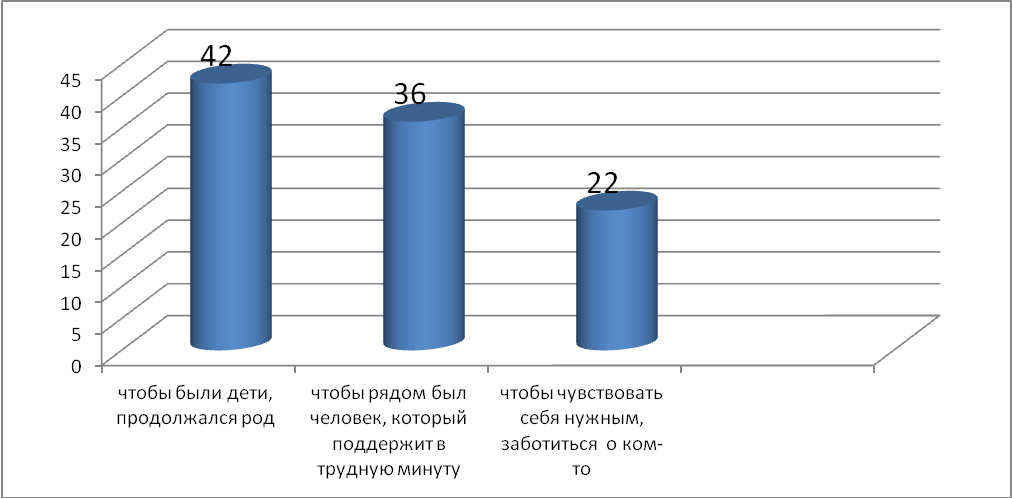 42
36
22
45
40
35
30
25
20
15
10
5
0
чтобы были дети,
продолжался род
чтобы рядом был
человек, который
поддержит в
трудную минуту
чтобы чувствовать
себя нужным,
заботиться о ком-
то